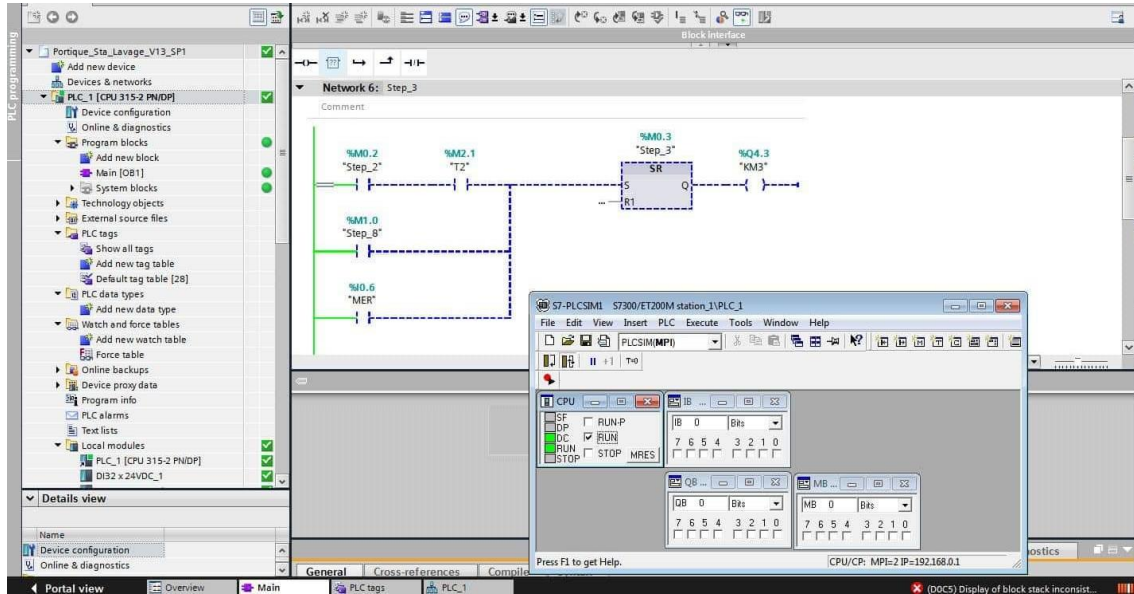 Block interface
PLC programming
Portique_Sta_Lavage_V13_SP1
Add new device
Devices & networks
PLC_1 [CPU 315-2 PN/DP]
Device configuration
Online & diagnostics
Program blocks
Add new block
Main [OB1]
System blocks
Technology objects
External source files
PLC tags
Show all tags
Add new tag table
Default tag table [28]
PLC data types
Add new data type
Watch and force tables
Add new watch table
Force table
Online backups
Device proxy data
Program info
PLC alarms
Text lists
Local modules
PLC_1 [CPU 315-2 PN/DP]
DI32 x 24VDC_1
Details view
Name
Device configuration
Online & diagnostics
Network 6: Step_3
Comment
%M0.2
"Step_2"
%M2.1
"T2"
%M0.3
"Step_3"
SR
S
Q
... R1
%Q4.3
"KM3"
%M1.0
"Step_8"
%I0.6
"MER"
S7-PLCSIM1 S7300/ET200M station_1\PLC_1
File Edit View Insert PLC Execute Tools Window Help
PLCSIM(MPI)
+1 T=0
CPU
SF
DP
DC
RUN
STOP
RUN-P
RUN
STOP MRES
IB ...
IB 0 Bits
7 6 5 4 3 2 1 0
QB ...
QB 0 Bits
7 6 5 4 3 2 1 0
MB ...
MB 0 Bits
7 6 5 4 3 2 1 0
Press F1 to get Help.
CPU/CP: MPI=2 IP=192.168.0.1
General Cross-references Compile
nostics
Portal view Overview Main PLC tags PLC_1
(D0C5) Display of block stack inconsist...